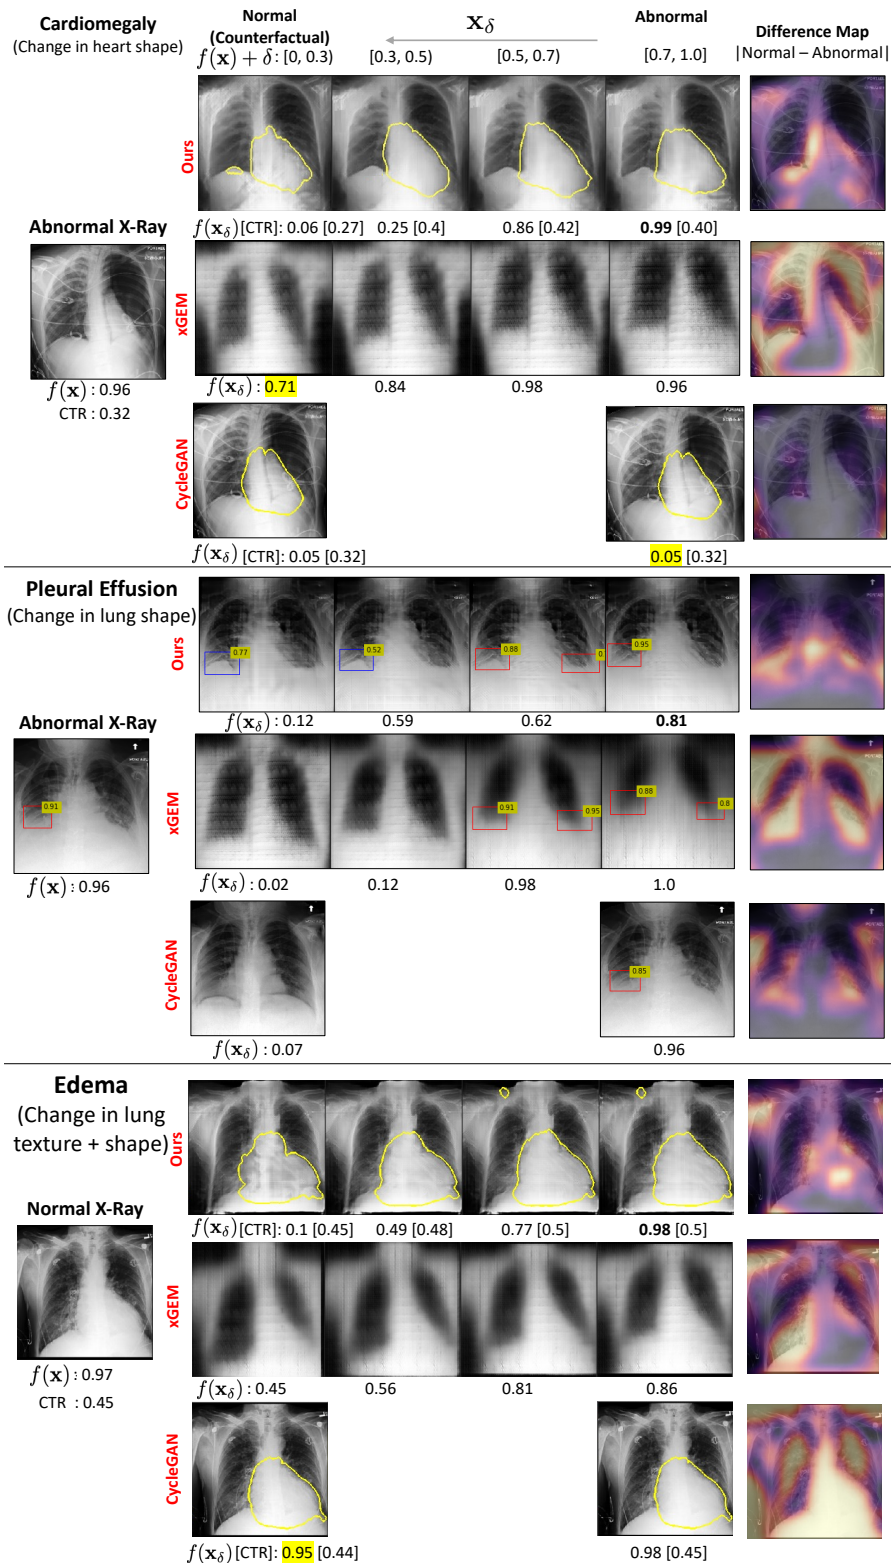 Cardiomegaly
(Change in heart shape)
Normal
(Counterfactual)
𝐱_δ
Abnormal
Difference Map
|Normal – Abnormal|
f(𝐱) + δ : [0, 0.3)
[0.3, 0.5)
[0.5, 0.7)
[0.7, 1.0]
Ours
f(𝐱_δ)[CTR]: 0.06 [0.27]
0.25 [0.4]
0.86 [0.42]
0.99 [0.40]
Abnormal X-Ray
f(𝐱) : 0.96
CTR : 0.32
xGEM
f(𝐱_δ) : 0.71
0.84
0.98
0.96
CycleGAN
f(𝐱_δ) [CTR]: 0.05 [0.32]
0.05 [0.32]
Pleural Effusion
(Change in lung shape)
Ours
0.77
0.52
0.88
0.
0.95
f(𝐱_δ) : 0.12
0.59
0.62
0.81
Abnormal X-Ray
0.91
f(𝐱) : 0.96
xGEM
0.91
0.95
0.88
0.8
f(𝐱_δ) : 0.02
0.12
0.98
1.0
CycleGAN
0.85
f(𝐱_δ) : 0.07
0.96
Edema
(Change in lung
texture + shape)
Ours
f(𝐱_δ)[CTR]: 0.1 [0.45]
0.49 [0.48]
0.77 [0.5]
0.98 [0.5]
Normal X-Ray
f(𝐱) : 0.97
CTR : 0.45
xGEM
f(𝐱_δ) : 0.45
0.56
0.81
0.86
CycleGAN
f(𝐱_δ) [CTR]: 0.95 [0.44]
0.98 [0.45]